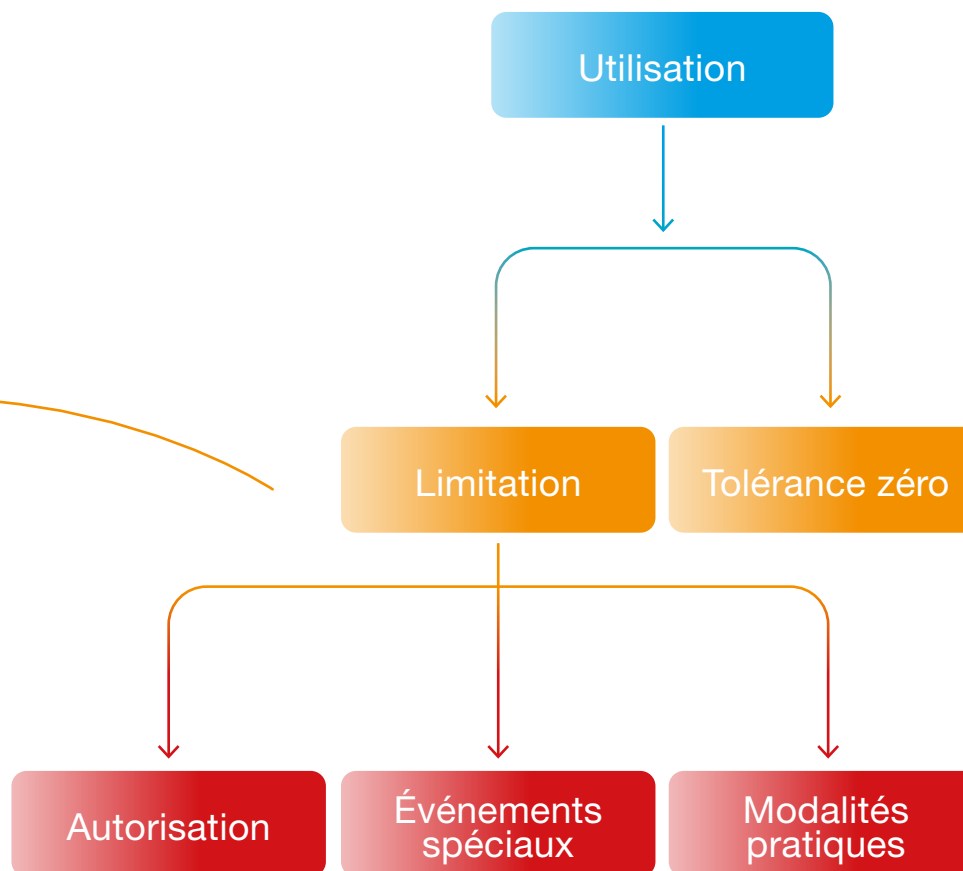 Utilisation
Limitation
Tolérance zéro
Autorisation
Événements
spéciaux
Modalités
pratiques